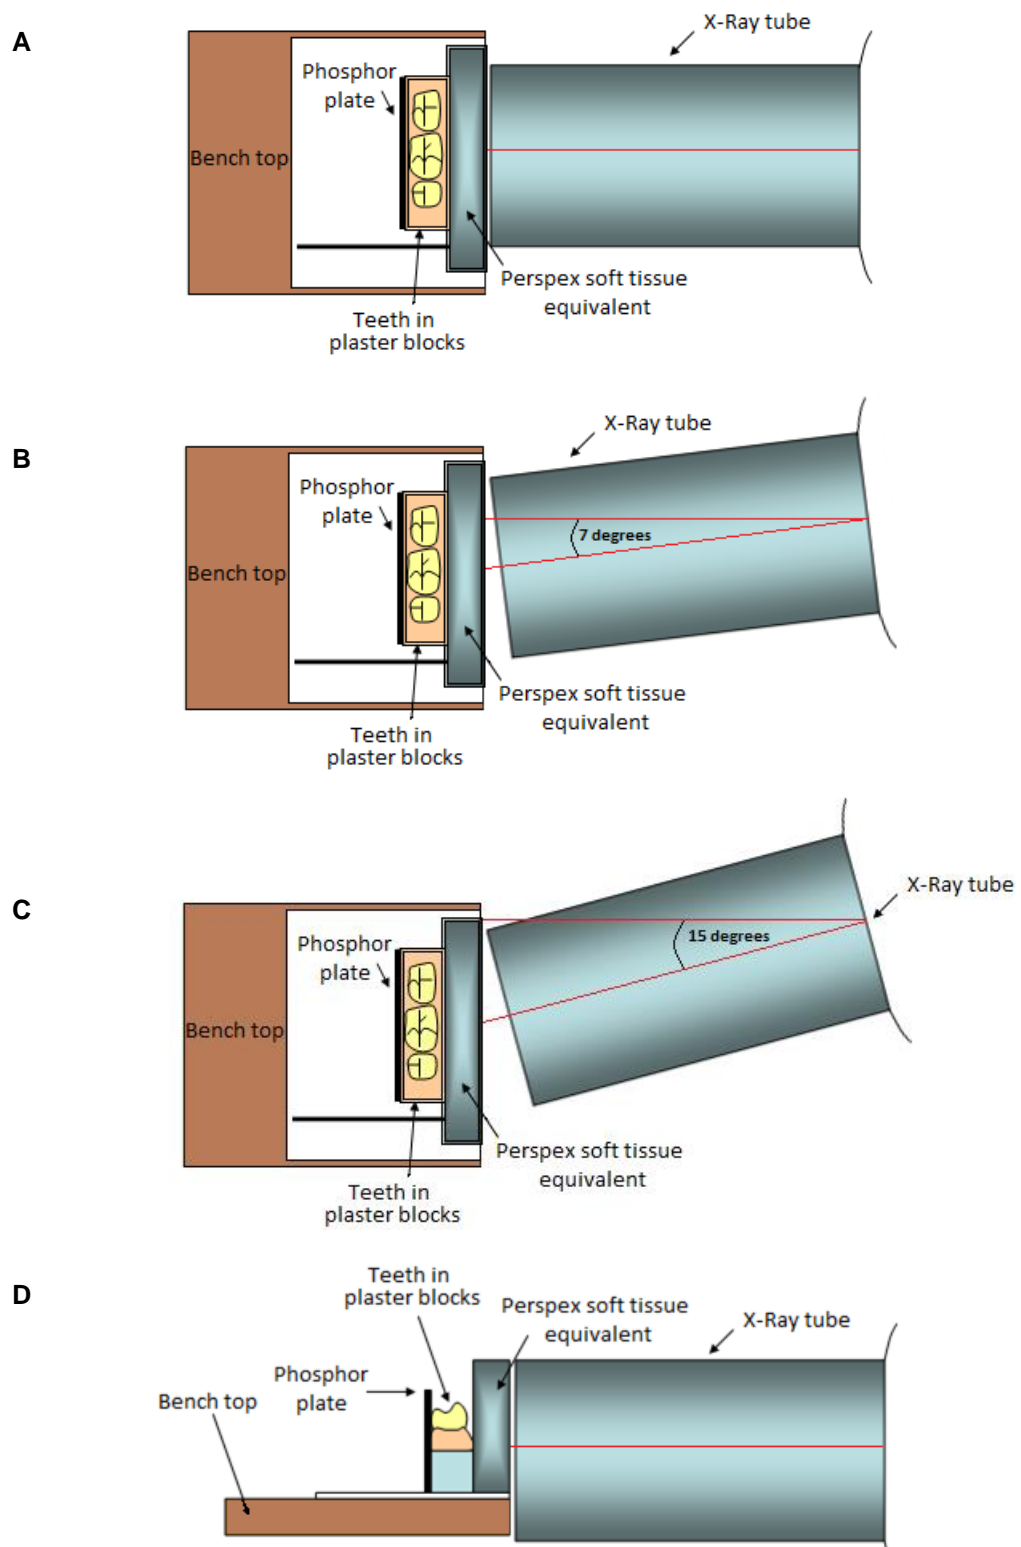 A
X-Ray tube
Phosphor
plate
Bench top
Perspex soft tissue
equivalent
Teeth in
plaster blocks
B
X-Ray tube
Phosphor
plate
7 degrees
Bench top
Perspex soft tissue
equivalent
Teeth in
plaster blocks
C
X-Ray tube
15 degrees
Phosphor
plate
Bench top
Perspex soft tissue
equivalent
Teeth in
plaster blocks
D
Teeth in
plaster blocks
Perspex soft tissue
equivalent
X-Ray tube
Phosphor
plate
Bench top